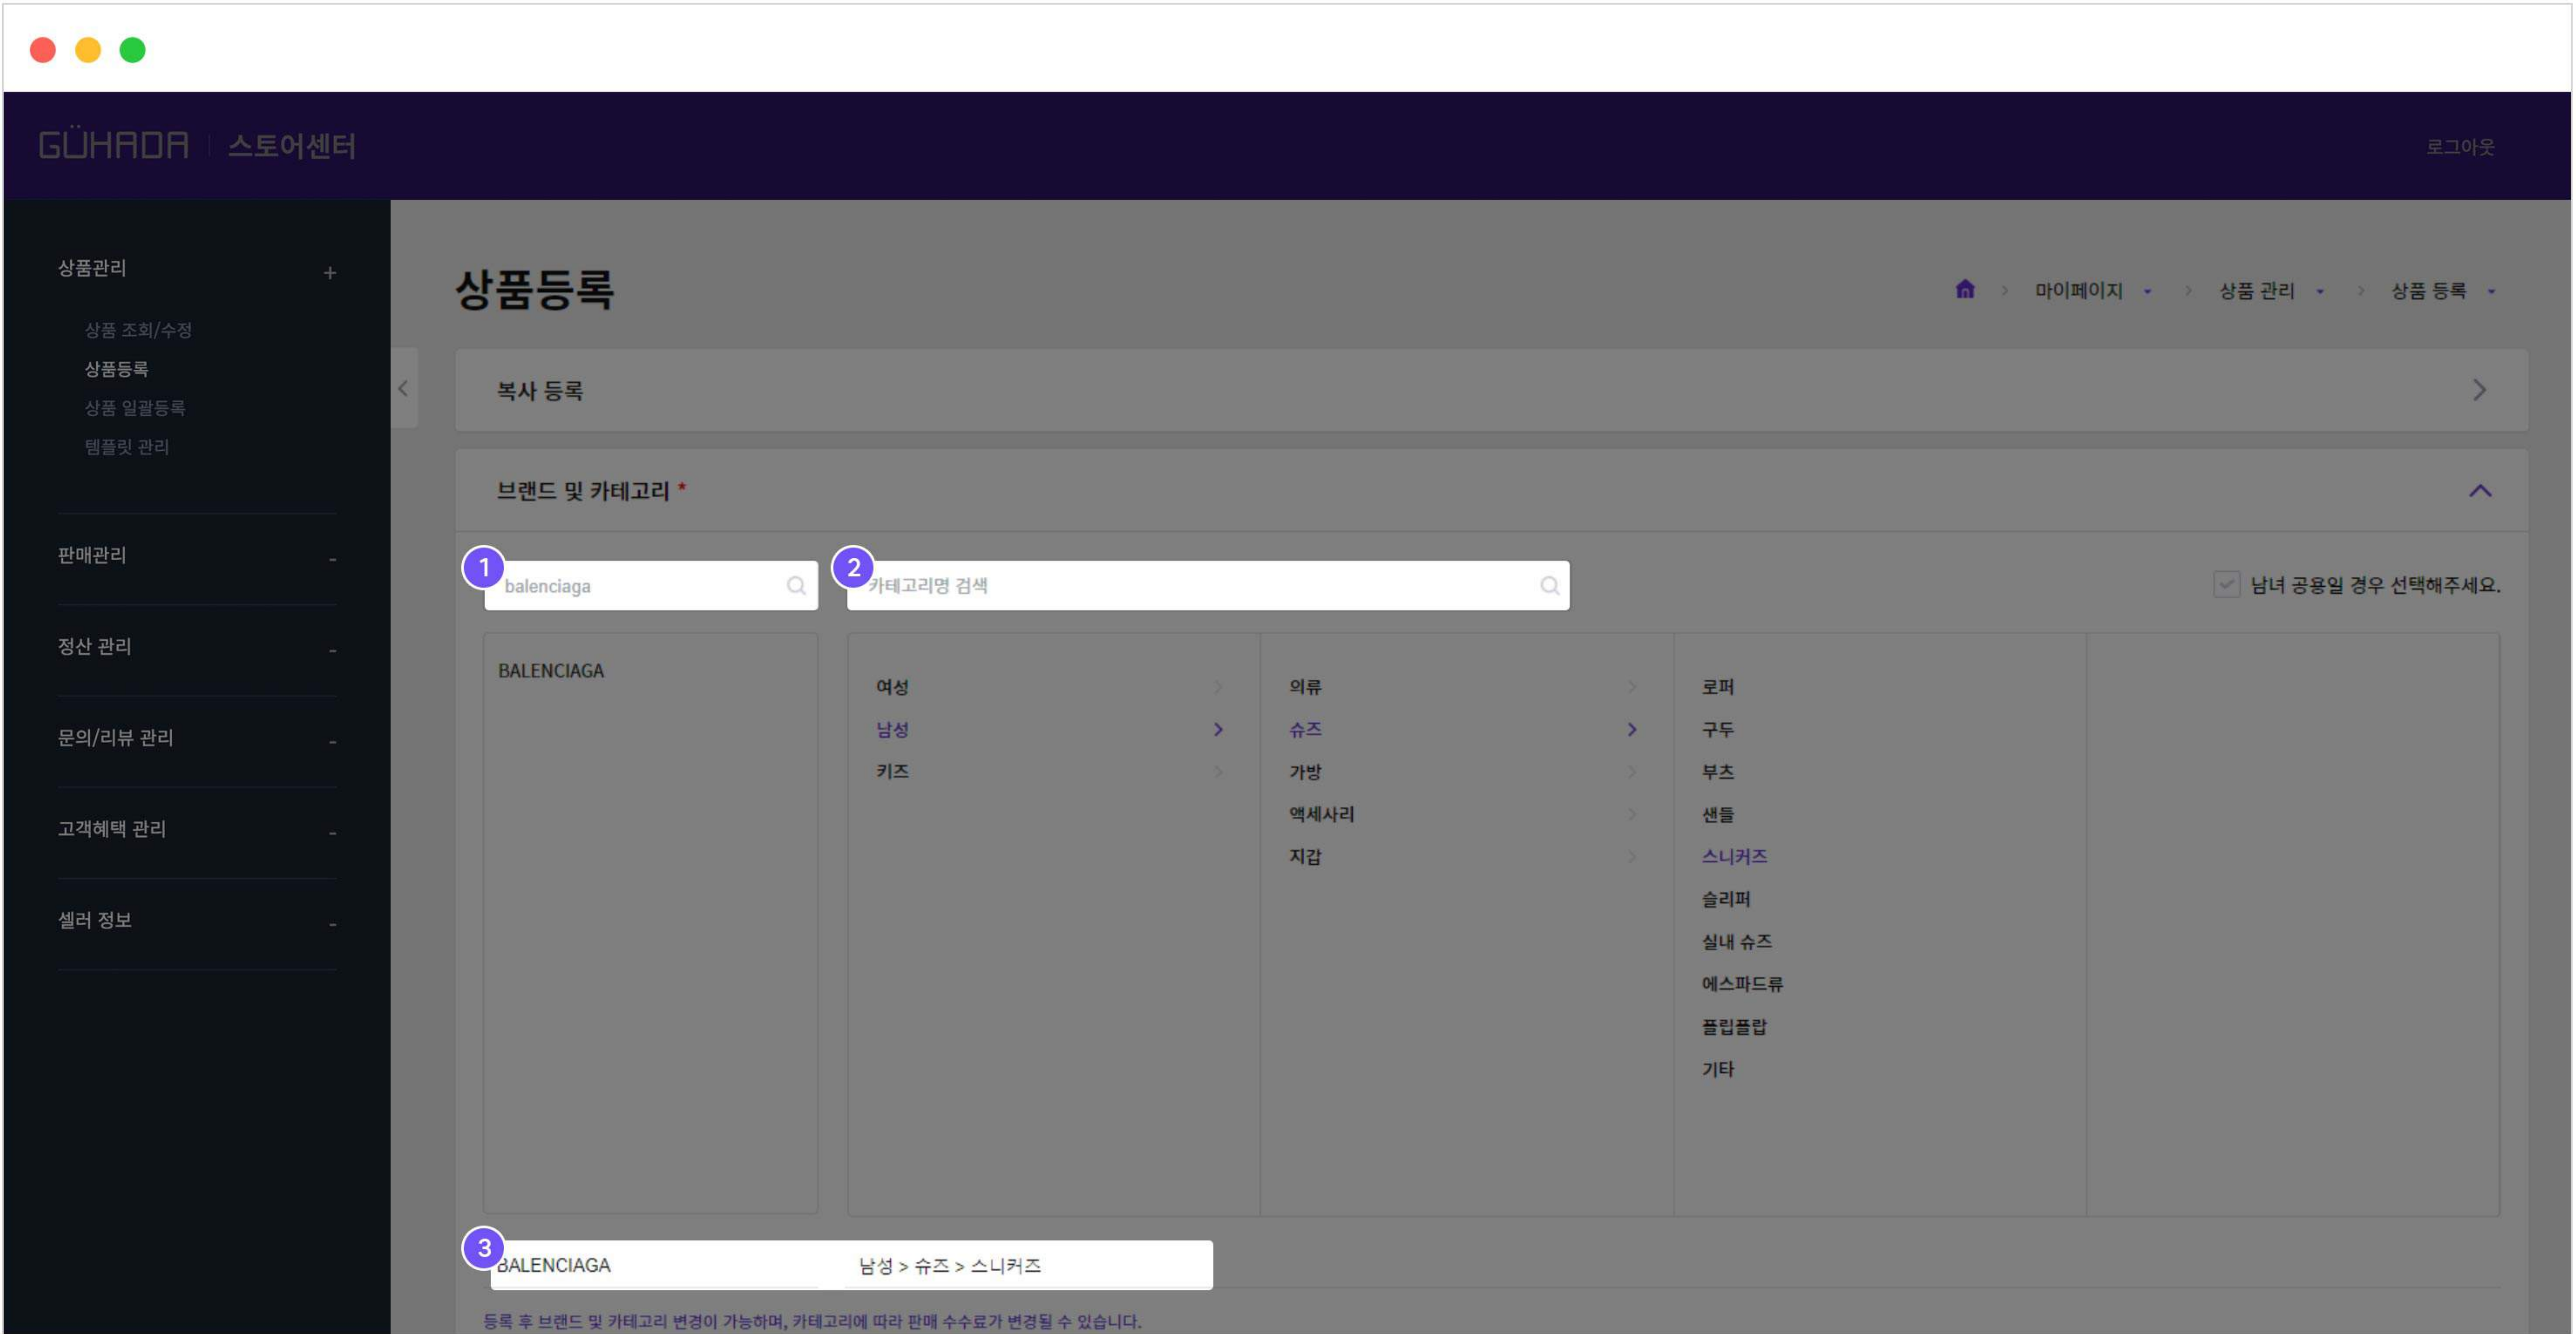 GÜHADA 스토어센터
로그아웃
상품관리 +
상품 조회/수정
상품등록
상품 일괄등록
템플릿 관리
판매관리 -
정산 관리 -
문의/리뷰 관리 -
고객혜택 관리 -
셀러 정보 -
상품등록
마이페이지 > 상품 관리 > 상품 등록
복사 등록
브랜드 및 카테고리 *
1
balenciaga
2
카테고리명 검색
남녀 공용일 경우 선택해주세요.
BALENCIAGA
여성
남성
키즈
의류
슈즈
가방
액세사리
지갑
로퍼
구두
부츠
샌들
스니커즈
슬리퍼
실내 슈즈
에스파드류
플립플랍
기타
3
BALENCIAGA 남성 > 슈즈 > 스니커즈
등록 후 브랜드 및 카테고리 변경이 가능하며, 카테고리에 따라 판매 수수료가 변경될 수 있습니다.